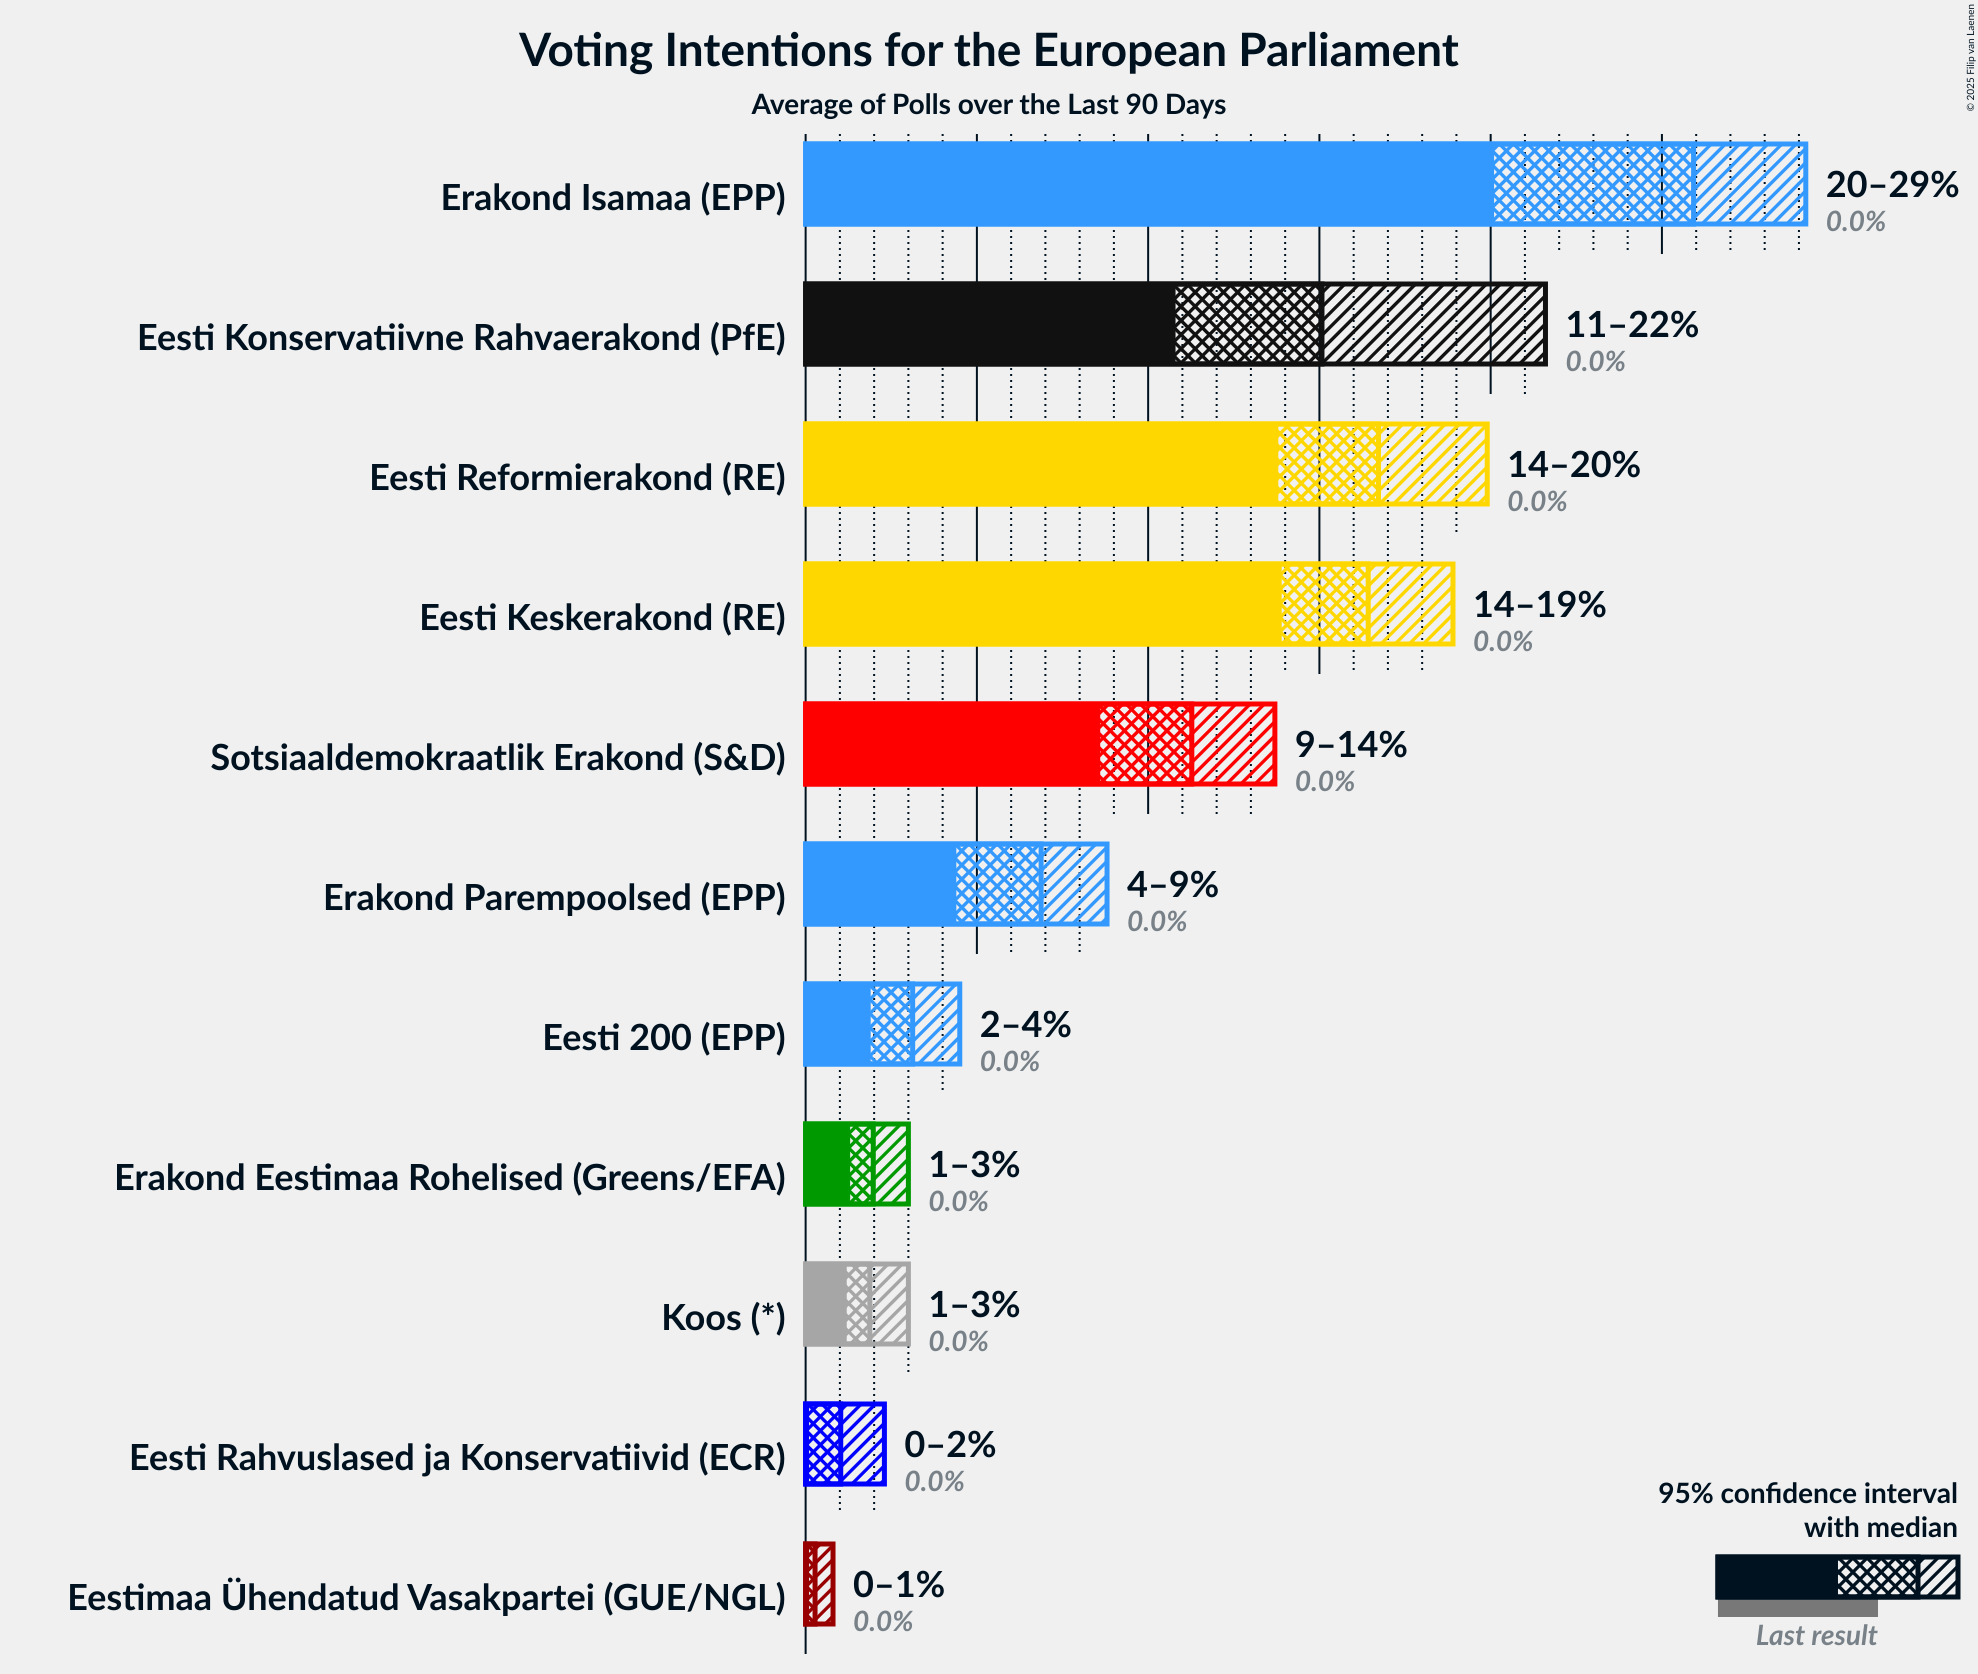 Voting Intentions for the European Parliament
Average of Polls over the Last 90 Days
© 2025 Filip van Laenen
Erakond Isamaa (EPP)
20–29%
0.0%
Eesti Konservatiivne Rahvaerakond (PfE)
11–22%
0.0%
Eesti Reformierakond (RE)
14–20%
0.0%
Eesti Keskerakond (RE)
14–19%
0.0%
Sotsiaaldemokraatlik Erakond (S&D)
9–14%
0.0%
Erakond Parempoolsed (EPP)
4–9%
0.0%
Eesti 200 (EPP)
2–4%
0.0%
Erakond Eestimaa Rohelised (Greens/EFA)
1–3%
0.0%
Koos (*)
1–3%
0.0%
Eesti Rahvuslased ja Konservatiivid (ECR)
0–2%
0.0%
Eestimaa Ühendatud Vasakpartei (GUE/NGL)
0–1%
0.0%
95% confidence interval
with median
Last result